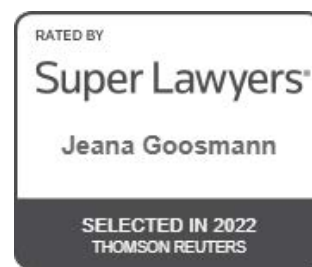 RATED BY
Super Lawyers®
Jeana Goosmann
SELECTED IN 2022
THOMSON REUTERS